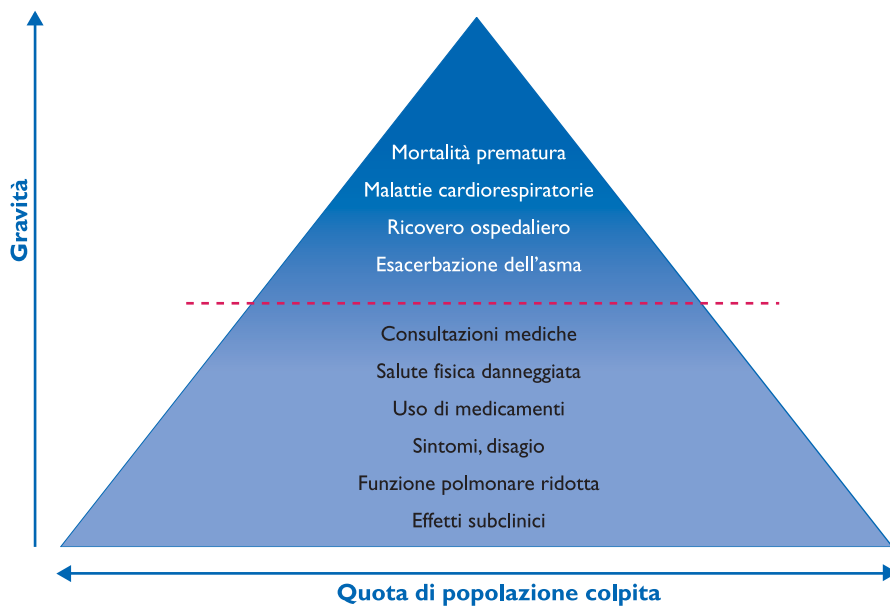 Gravità
Mortalità prematura
Malattie cardiorespiratorie
Ricovero ospedaliero
Esacerbazione dell'asma
Consultazioni mediche
Salute fisica danneggiata
Uso di medicamenti
Sintomi, disagio
Funzione polmonare ridotta
Effetti subclinici
Quota di popolazione colpita